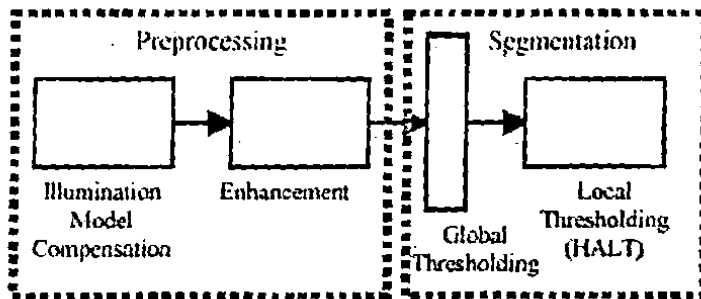 Preprocessing
Segmentation
Illumination
Model
Compensation
Enhancement
Global
Thresholding
Local
Thresholding
(HALT)